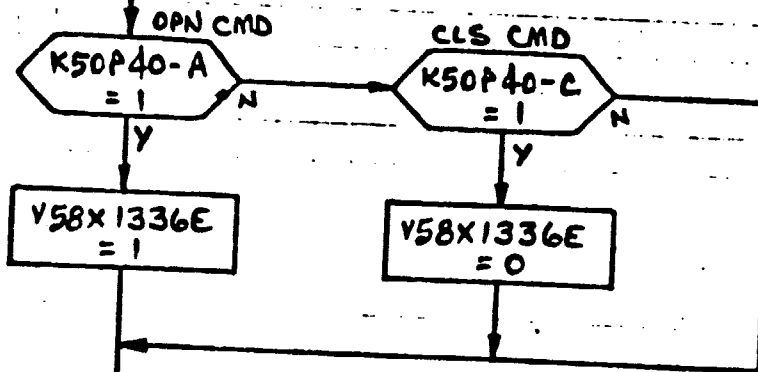 OPN CMD
K50P40-A
= 1
N
Y
V58X1336E
= 1
CLS CMD
K50P40-C
= 1
N
Y
V58X1336E
= 0